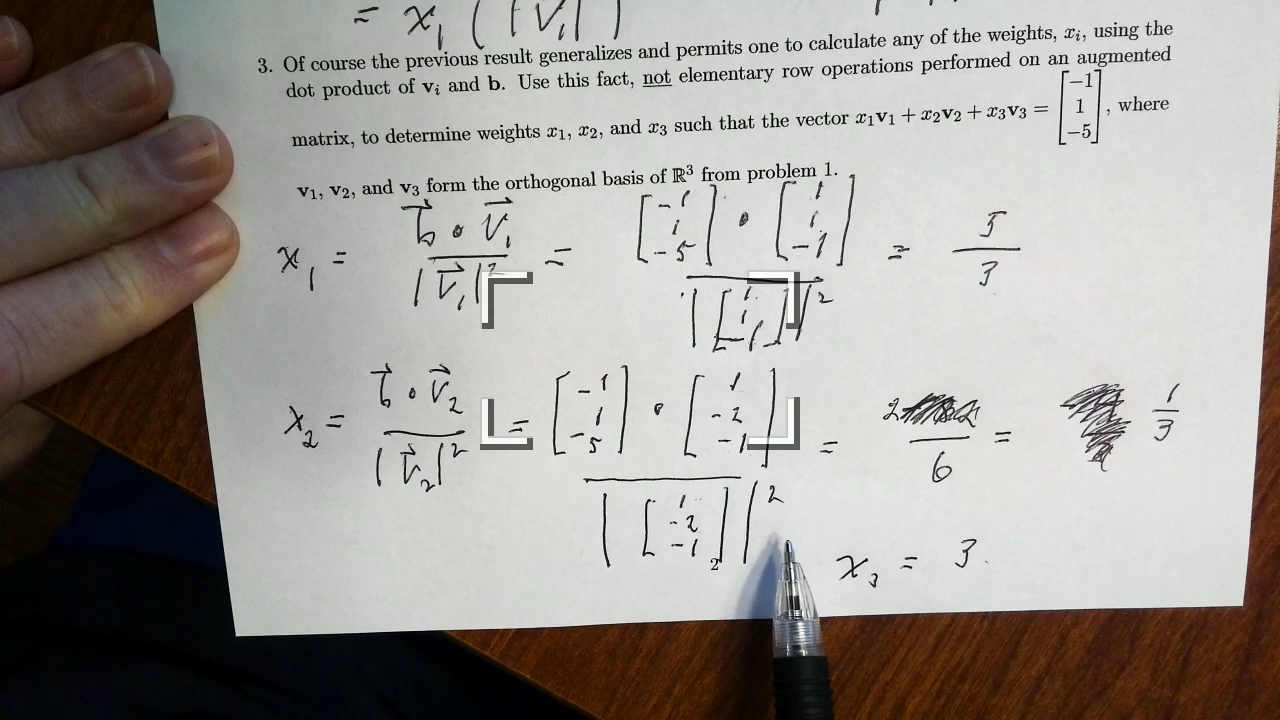 = x₁ ( |v₁| )
3. Of course the previous result generalizes and permits one to calculate any of the weights, xᵢ, using the
dot product of vᵢ and b. Use this fact, not elementary row operations performed on an augmented
matrix, to determine weights x₁, x₂, and x₃ such that the vector x₁v₁ + x₂v₂ + x₃v₃ = [-1 1 -5], where
v₁, v₂, and v₃ form the orthogonal basis of ℝ³ from problem 1.
x₁ = b⃗ • v⃗₁ / |v⃗₁|² = [-1 1 -5] • [1 1 -1] / |[1 1 -1]|² = 5/3
x₂ = b⃗ • v⃗₂ / |v⃗₂|² = [-1 1 -5] • [1 -2 -1] / |[1 -2 -1]|² = 2/6 = 1/3
x₃ = 3.
2